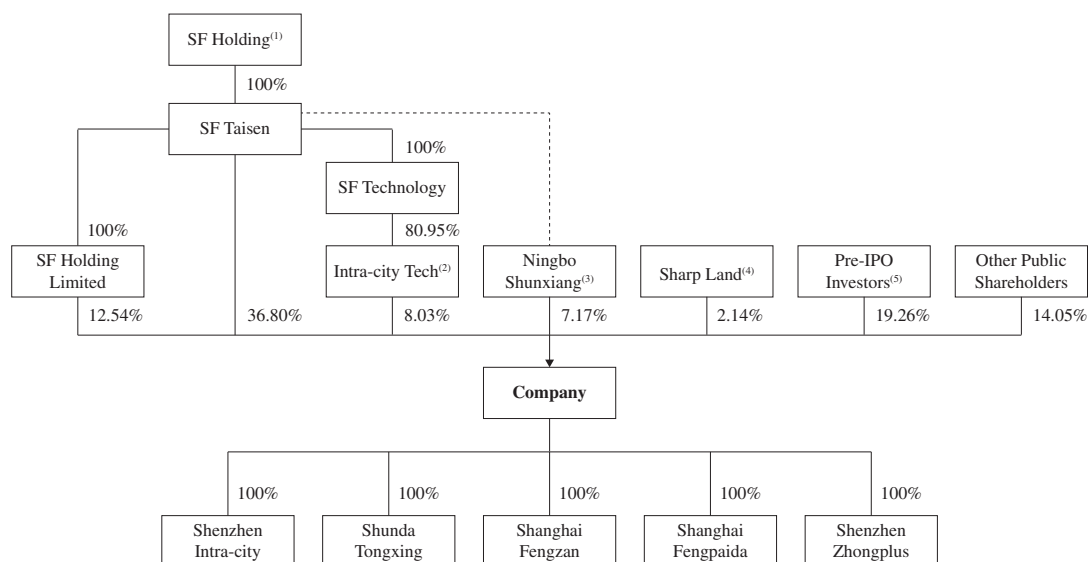 SF Holding(1)
100%
SF Taisen
100%
SF Technology
100%
80.95%
SF Holding
Limited
Intra-city Tech(2)
Ningbo
Shunxiang(3)
Sharp Land(4)
Pre-IPO
Investors(5)
Other Public
Shareholders
12.54%
36.80%
8.03%
7.17%
2.14%
19.26%
14.05%
Company
100%
100%
100%
100%
100%
Shenzhen
Intra-city
Shunda
Tongxing
Shanghai
Fengzan
Shanghai
Fengpaida
Shenzhen
Zhongplus